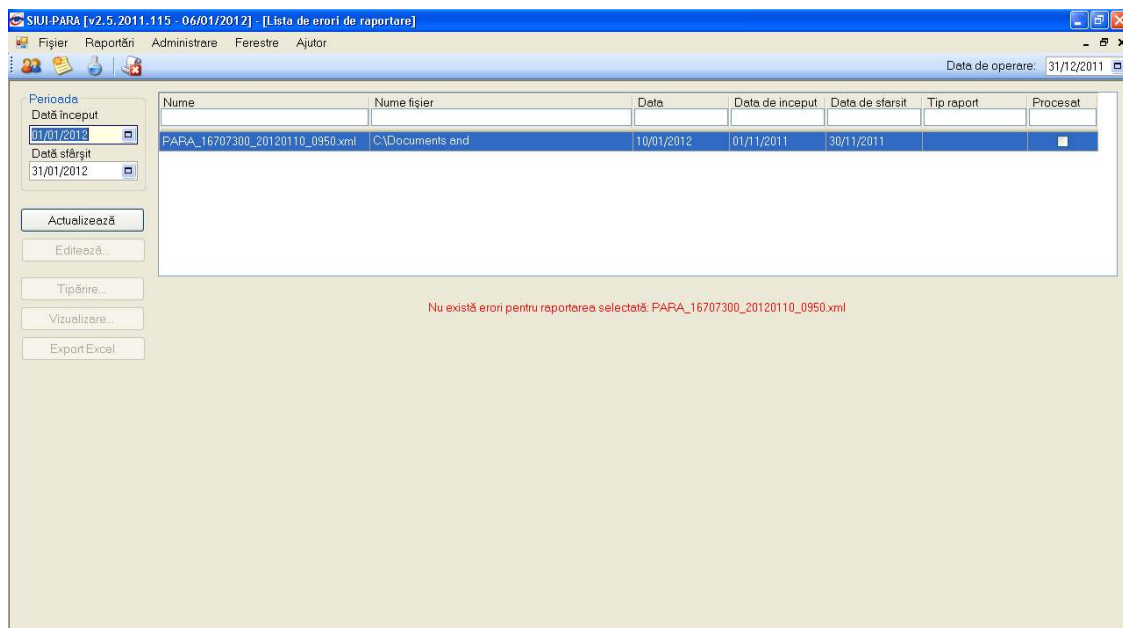 SIUI-PARA [v2.5.2011.115 - 06/01/2012] - [Lista de erori de raportare]
Fişier Raportări Administrare Ferestre Ajutor
Data de operare: 31/12/2011
Perioada
Dată început
01/01/2012
Dată sfârşit
31/01/2012
Actualizează
Editează...
Tipărire...
Vizualizare...
Export Excel
Nume Nume fişier Data Data de inceput Data de sfarsit Tip raport Procesat
PARA_16707300_20120110_0950.xml C:\Documents and 10/01/2012 01/11/2011 30/11/2011
Nu există erori pentru raportarea selectată: PARA_16707300_20120110_0950.xml